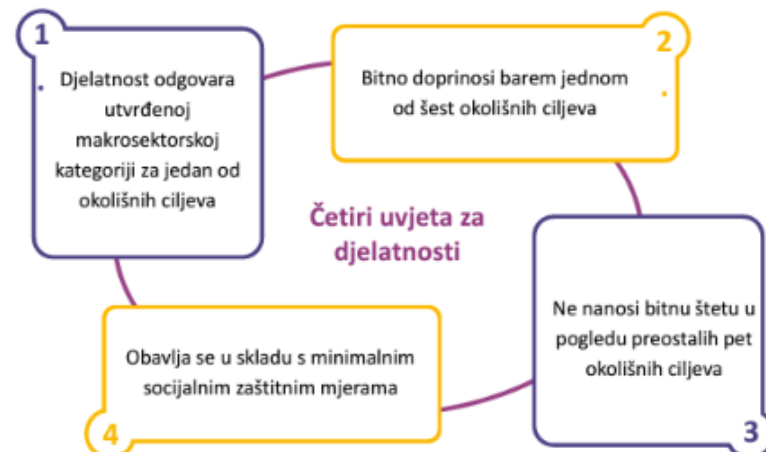 1.
Djelatnost odgovara
utvrđenoj
makrosektorskoj
kategoriji za jedan od
okolišnih ciljeva
2.
Bitno doprinosi barem jednom
od šest okolišnih ciljeva
Četiri uvjeta za
djelatnosti
3
Ne nanosi bitnu štetu u
pogledu preostalih pet
okolišnih ciljeva
4
Obavlja se u skladu s minimalnim
socijalnim zaštitnim mjerama